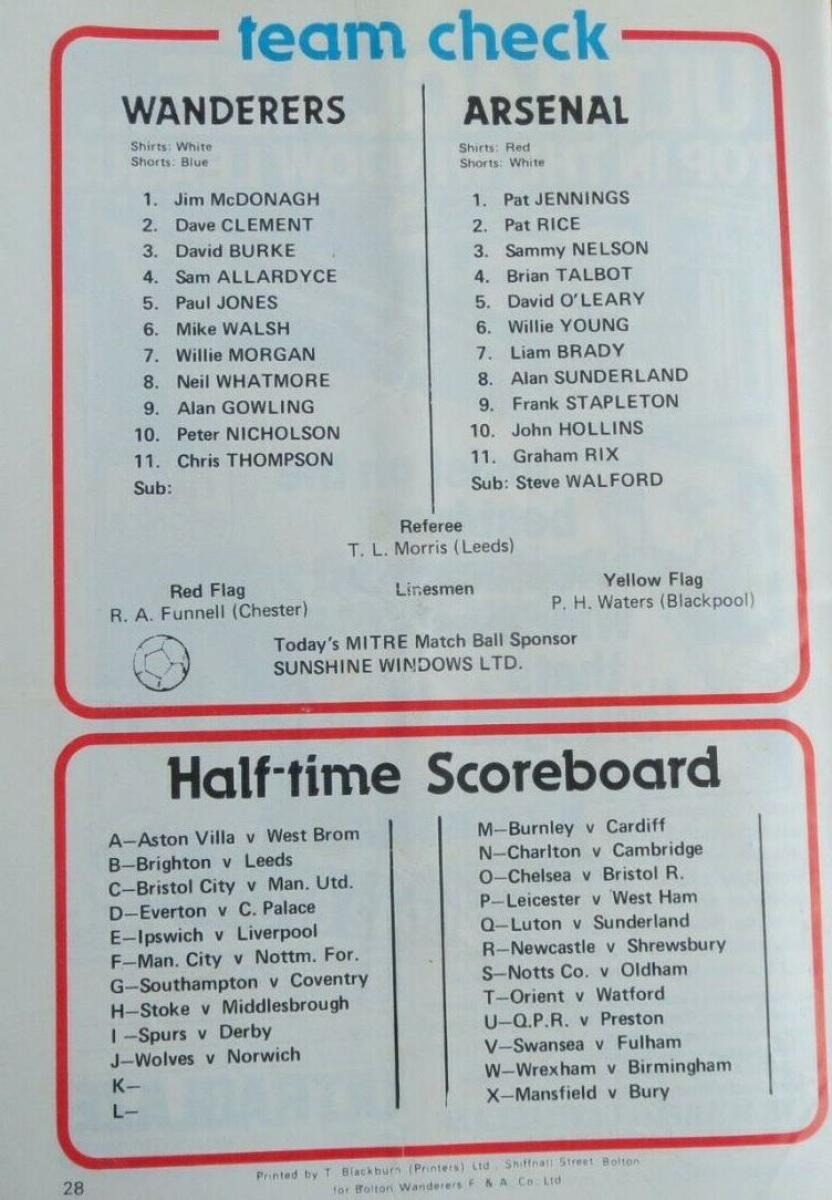 team check
WANDERERS
Shirts: White
Shorts: Blue
1. Jim McDONAGH
2. Dave CLEMENT
3. David BURKE
4. Sam ALLARDYCE
5. Paul JONES
6. Mike WALSH
7. Willie MORGAN
8. Neil WHATMORE
9. Alan GOWLING
10. Peter NICHOLSON
11. Chris THOMPSON
Sub:
ARSENAL
Shirts: Red
Shorts: White
1. Pat JENNINGS
2. Pat RICE
3. Sammy NELSON
4. Brian TALBOT
5. David O'LEARY
6. Willie YOUNG
7. Liam BRADY
8. Alan SUNDERLAND
9. Frank STAPLETON
10. John HOLLINS
11. Graham RIX
Sub: Steve WALFORD
Referee
T. L. Morris (Leeds)
Linesmen
Red Flag
R. A. Funnell (Chester)
Yellow Flag
P. H. Waters (Blackpool)
Today's MITRE Match Ball Sponsor
SUNSHINE WINDOWS LTD.
Half-time Scoreboard
A—Aston Villa v West Brom
B—Brighton v Leeds
C—Bristol City v Man. Utd.
D—Everton v C. Palace
E—Ipswich v Liverpool
F—Man. City v Nottm. For.
G—Southampton v Coventry
H—Stoke v Middlesbrough
I—Spurs v Derby
J—Wolves v Norwich
K—
L—
M—Burnley v Cardiff
N—Charlton v Cambridge
O—Chelsea v Bristol R.
P—Leicester v West Ham
Q—Luton v Sunderland
R—Newcastle v Shrewsbury
S—Notts Co. v Oldham
T—Orient v Watford
U—Q.P.R. v Preston
V—Swansea v Fulham
W—Wrexham v Birmingham
X—Mansfield v Bury
Printed by T. Blackburn (Printers) Ltd., Shiffnall Street, Bolton
for Bolton Wanderers F. & A. Co. Ltd
28